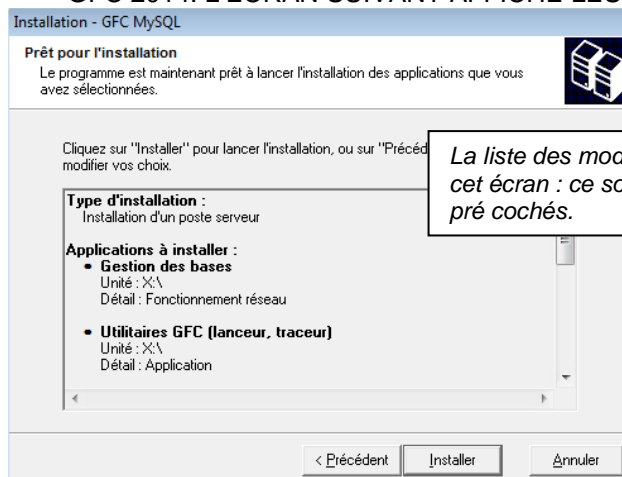 Installation - GFC MySQL
Prêt pour l'installation
Le programme est maintenant prêt à lancer l'installation des applications que vous
avez sélectionnées.
Cliquez sur "Installer" pour lancer l'installation, ou sur "Précéd
modifier vos choix.
La liste des mod
cet écran : ce so
pré cochés.
Type d'installation :
Installation d'un poste serveur
Applications à installer :
• Gestion des bases
Unité : X:\
Détail : Fonctionnement réseau
• Utilitaires GFC (lanceur, traceur)
Unité : X:\
Détail : Application
< Précédent
Installer
Annuler